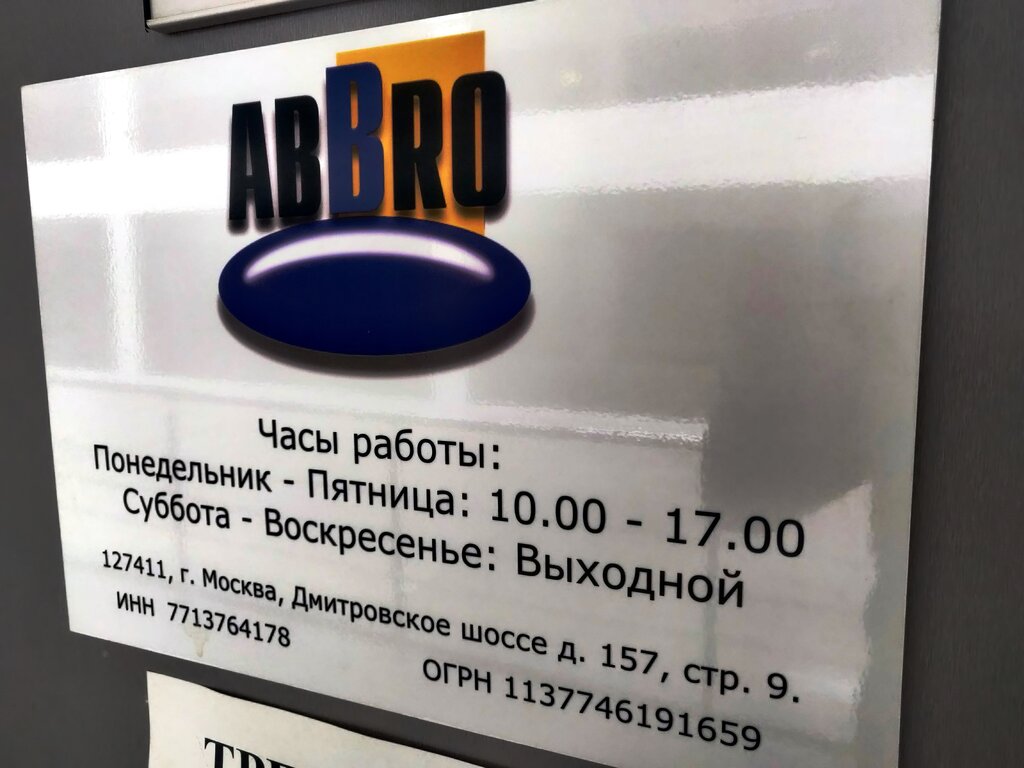 ABBRO
Часы работы:
Понедельник - Пятница: 10.00 - 17.00
Суббота - Воскресенье: Выходной
127411, г. Москва, Дмитровское шоссе д. 157, стр. 9.
ИНН 7713764178
ОГРН 1137746191659